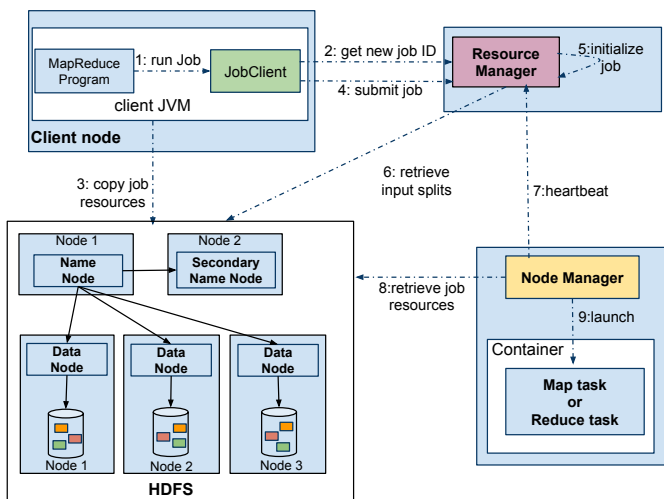 MapReduce
Program
1: run Job
JobClient
client JVM
Client node
2: get new job ID
4: submit job
Resource
Manager
5:initialize
job
3: copy job
resources
6: retrieve
input splits
7:heartbeat
Node 1
Name
Node
Node 2
Secondary
Name Node
8:retrieve job
resources
Node Manager
9:launch
Container
Map task
or
Reduce task
Data
Node
Node 1
Data
Node
Node 2
Data
Node
Node 3
HDFS